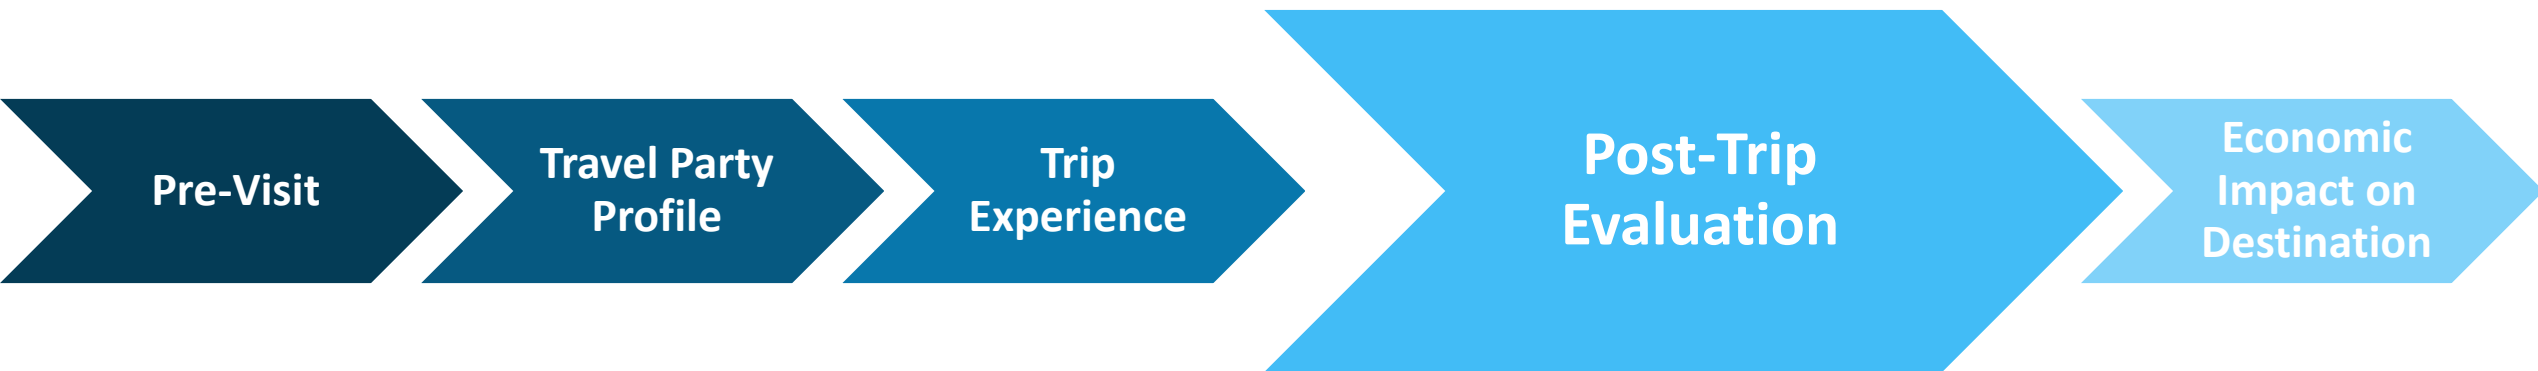 Pre-Visit
Travel Party
Profile
Trip
Experience
Post-Trip
Evaluation
Economic
Impact on
Destination